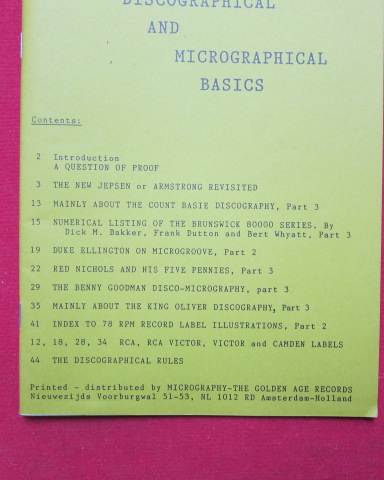 DISCOGRAPHICAL
AND
MICROGRAPHICAL
BASICS
Contents:
2 Introduction
A QUESTION OF PROOF
3 THE NEW JEPSEN or ARMSTRONG REVISITED
13 MAINLY ABOUT THE COUNT BASIE DISCOGRAPHY, Part 3
15 NUMERICAL LISTING OF THE BRUNSWICK 80000 SERIES. By
Dick M. Bakker, Frank Dutton and Bert Whyatt, Part 3
19 DUKE ELLINGTON ON MICROGROOVE, Part 2
22 RED NICHOLS AND HIS FIVE PENNIES, Part 3
29 THE BENNY GOODMAN DISCO-MICROGRAPHY, part 3
35 MAINLY ABOUT THE KING OLIVER DISCOGRAPHY, Part 3
41 INDEX TO 78 RPM RECORD LABEL ILLUSTRATIONS, Part 2
12, 18, 28, 34 RCA, RCA VICTOR, VICTOR and CAMDEN LABELS
44 THE DISCOGRAPHICAL RULES
Printed - distributed by MICROGRAPHY-THE GOLDEN AGE RECORDS
Nieuwezijds Voorburgwal 51-53, NL 1012 RD Amsterdam-Holland